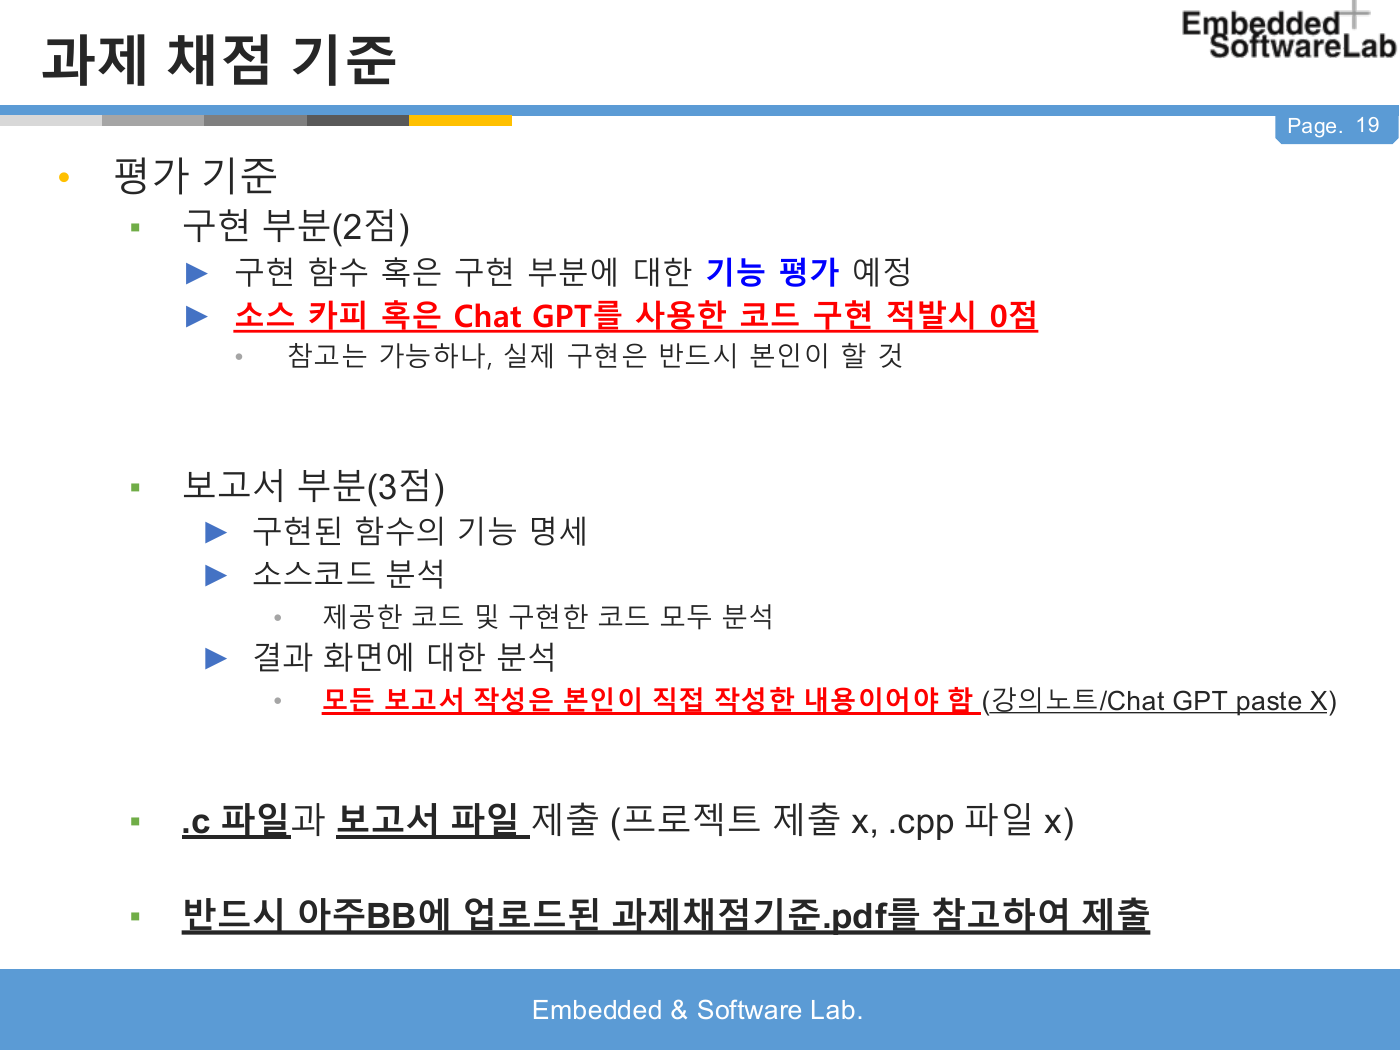 과제 채점 기준
Embedded
SoftwareLab
Page. 19
• 평가 기준
▪ 구현 부분(2점)
▶ 구현 함수 혹은 구현 부분에 대한 기능 평가 예정
▶ 소스 카피 혹은 Chat GPT를 사용한 코드 구현 적발시 0점
• 참고는 가능하나, 실제 구현은 반드시 본인이 할 것
▪ 보고서 부분(3점)
▶ 구현된 함수의 기능 명세
▶ 소스코드 분석
• 제공한 코드 및 구현한 코드 모두 분석
▶ 결과 화면에 대한 분석
• 모든 보고서 작성은 본인이 직접 작성한 내용이어야 함 (강의노트/Chat GPT paste X)
▪ .c 파일과 보고서 파일 제출 (프로젝트 제출 x, .cpp 파일 x)
▪ 반드시 아주BB에 업로드된 과제채점기준.pdf를 참고하여 제출
Embedded & Software Lab.